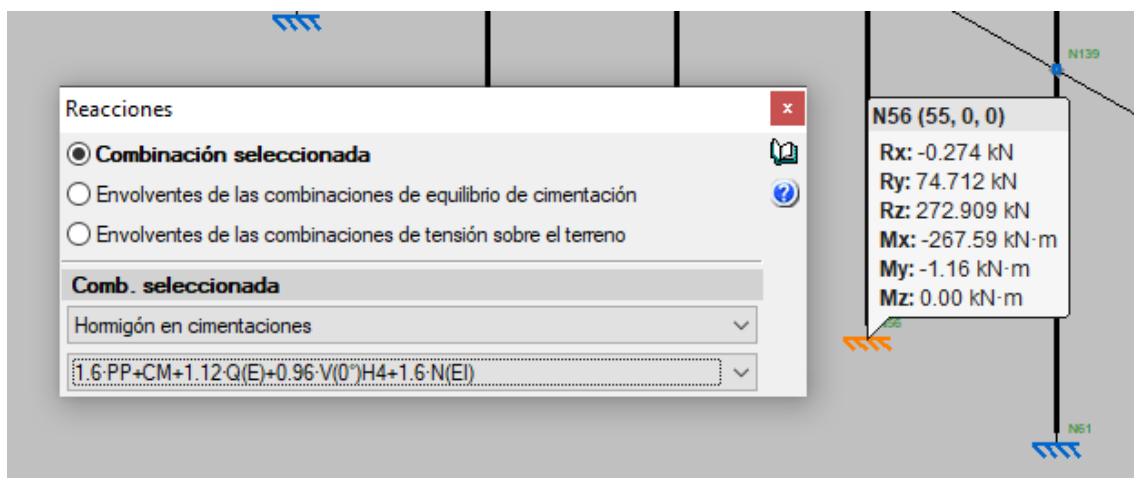 N139
Reacciones
x
Combinación seleccionada
Envolventes de las combinaciones de equilibrio de cimentación
?
Envolventes de las combinaciones de tensión sobre el terreno
Comb. seleccionada
Hormigón en cimentaciones
1.6·PP+CM+1.12·Q(E)+0.96·V(0°)H4+1.6·N(EI)
N56 (55, 0, 0)
Rx: -0.274 kN
Ry: 74.712 kN
Rz: 272.909 kN
Mx: -267.59 kN·m
My: -1.16 kN·m
Mz: 0.00 kN·m
N61